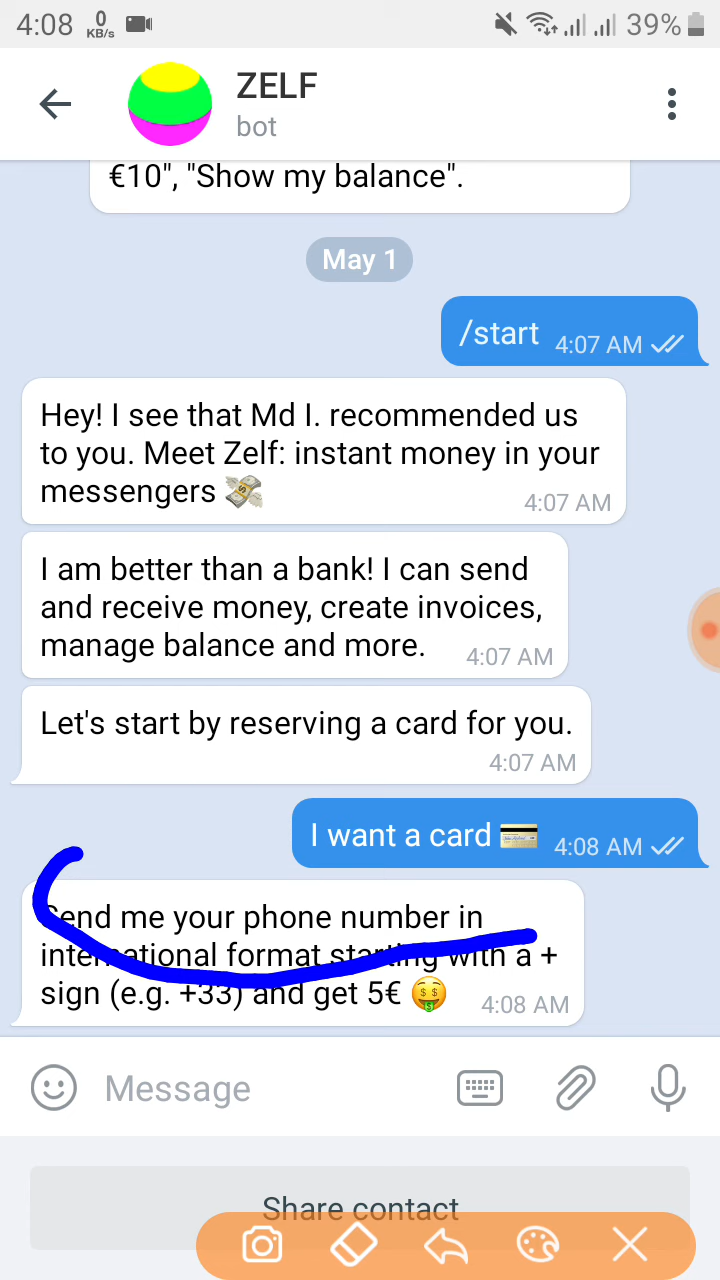 4:08 0 KB/s 39%
ZELF
bot
€10", "Show my balance".
May 1
/start 4:07 AM
Hey! I see that Md I. recommended us
to you. Meet Zelf: instant money in your
messengers 💸
4:07 AM
I am better than a bank! I can send
and receive money, create invoices,
manage balance and more. 4:07 AM
Let's start by reserving a card for you.
4:07 AM
I want a card 💳 4:08 AM
Send me your phone number in
international format starting with a +
sign (e.g. +33) and get 5€ 🤑 4:08 AM
Message
Share contact